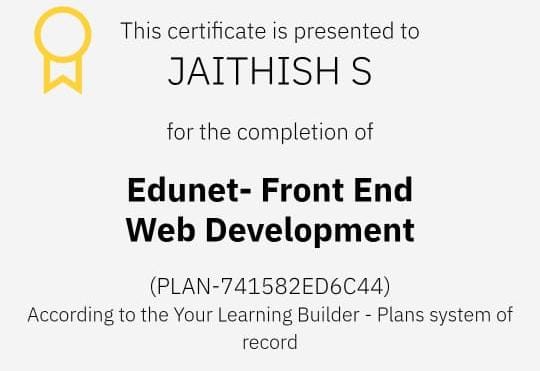 This certificate is presented to
JAITHISH S
for the completion of
Edunet- Front End
Web Development
(PLAN-741582ED6C44)
According to the Your Learning Builder - Plans system of
record